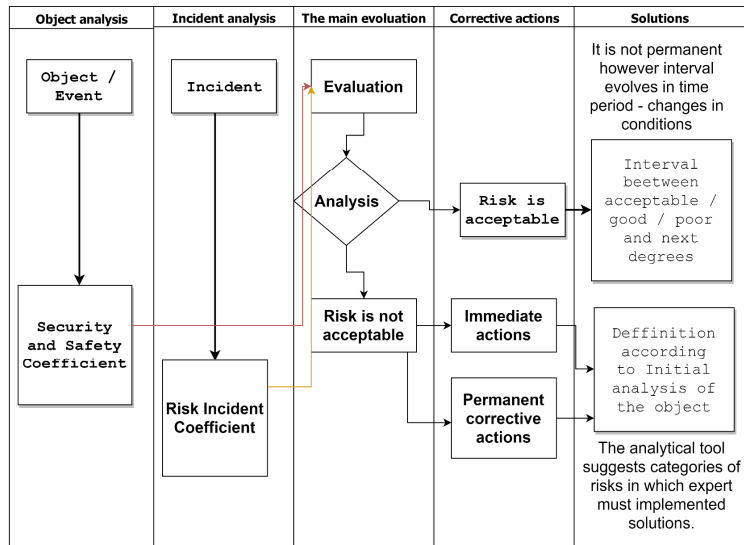 Object analysis
Incident analysis
The main evoluation
Corrective actions
Solutions
Object /
Event
Incident
Evaluation
It is not permanent
however interval
evolves in time
period - changes in
conditions
Analysis
Risk is
acceptable
Interval
beetween
acceptable /
good / poor
and next
degrees
Security
and Safety
Coefficient
Risk is not
acceptable
Immediate
actions
Deffinition
according
to Initial
analysis of
the object
Risk Incident
Coefficient
Permanent
corrective
actions
The analytical tool
suggests categories of
risks in which expert
must implemented
solutions.